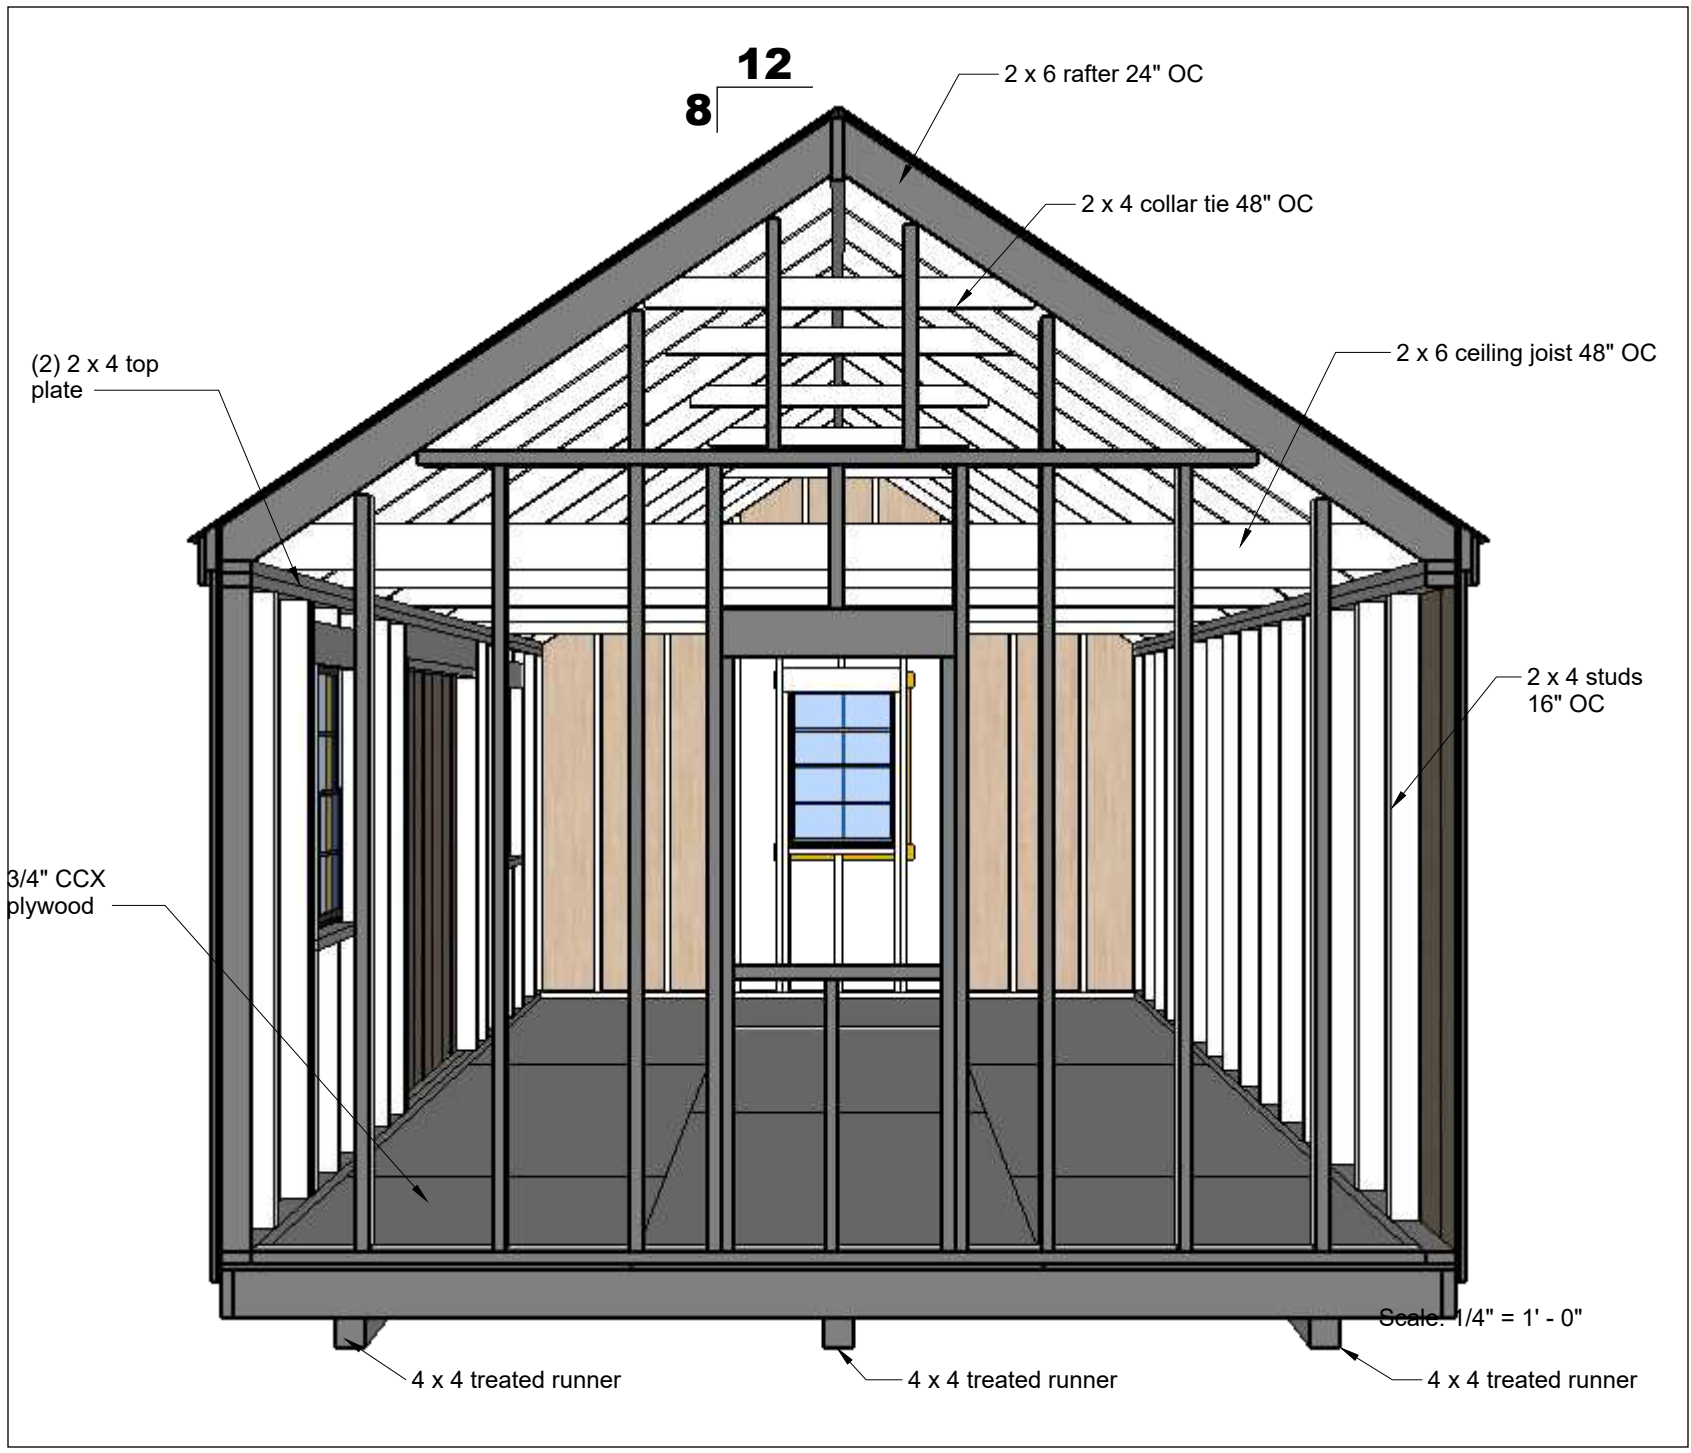 12
8
2 x 6 rafter 24" OC
2 x 4 collar tie 48" OC
2 x 6 ceiling joist 48" OC
(2) 2 x 4 top
plate
2 x 4 studs
16" OC
3/4" CCX
plywood
Scale: 1/4" = 1' - 0"
4 x 4 treated runner
4 x 4 treated runner
4 x 4 treated runner